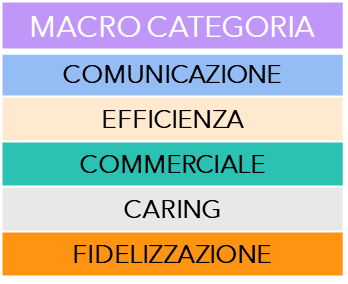 MACRO CATEGORIA
COMUNICAZIONE
EFFICIENZA
COMMERCIALE
CARING
FIDELIZZAZIONE